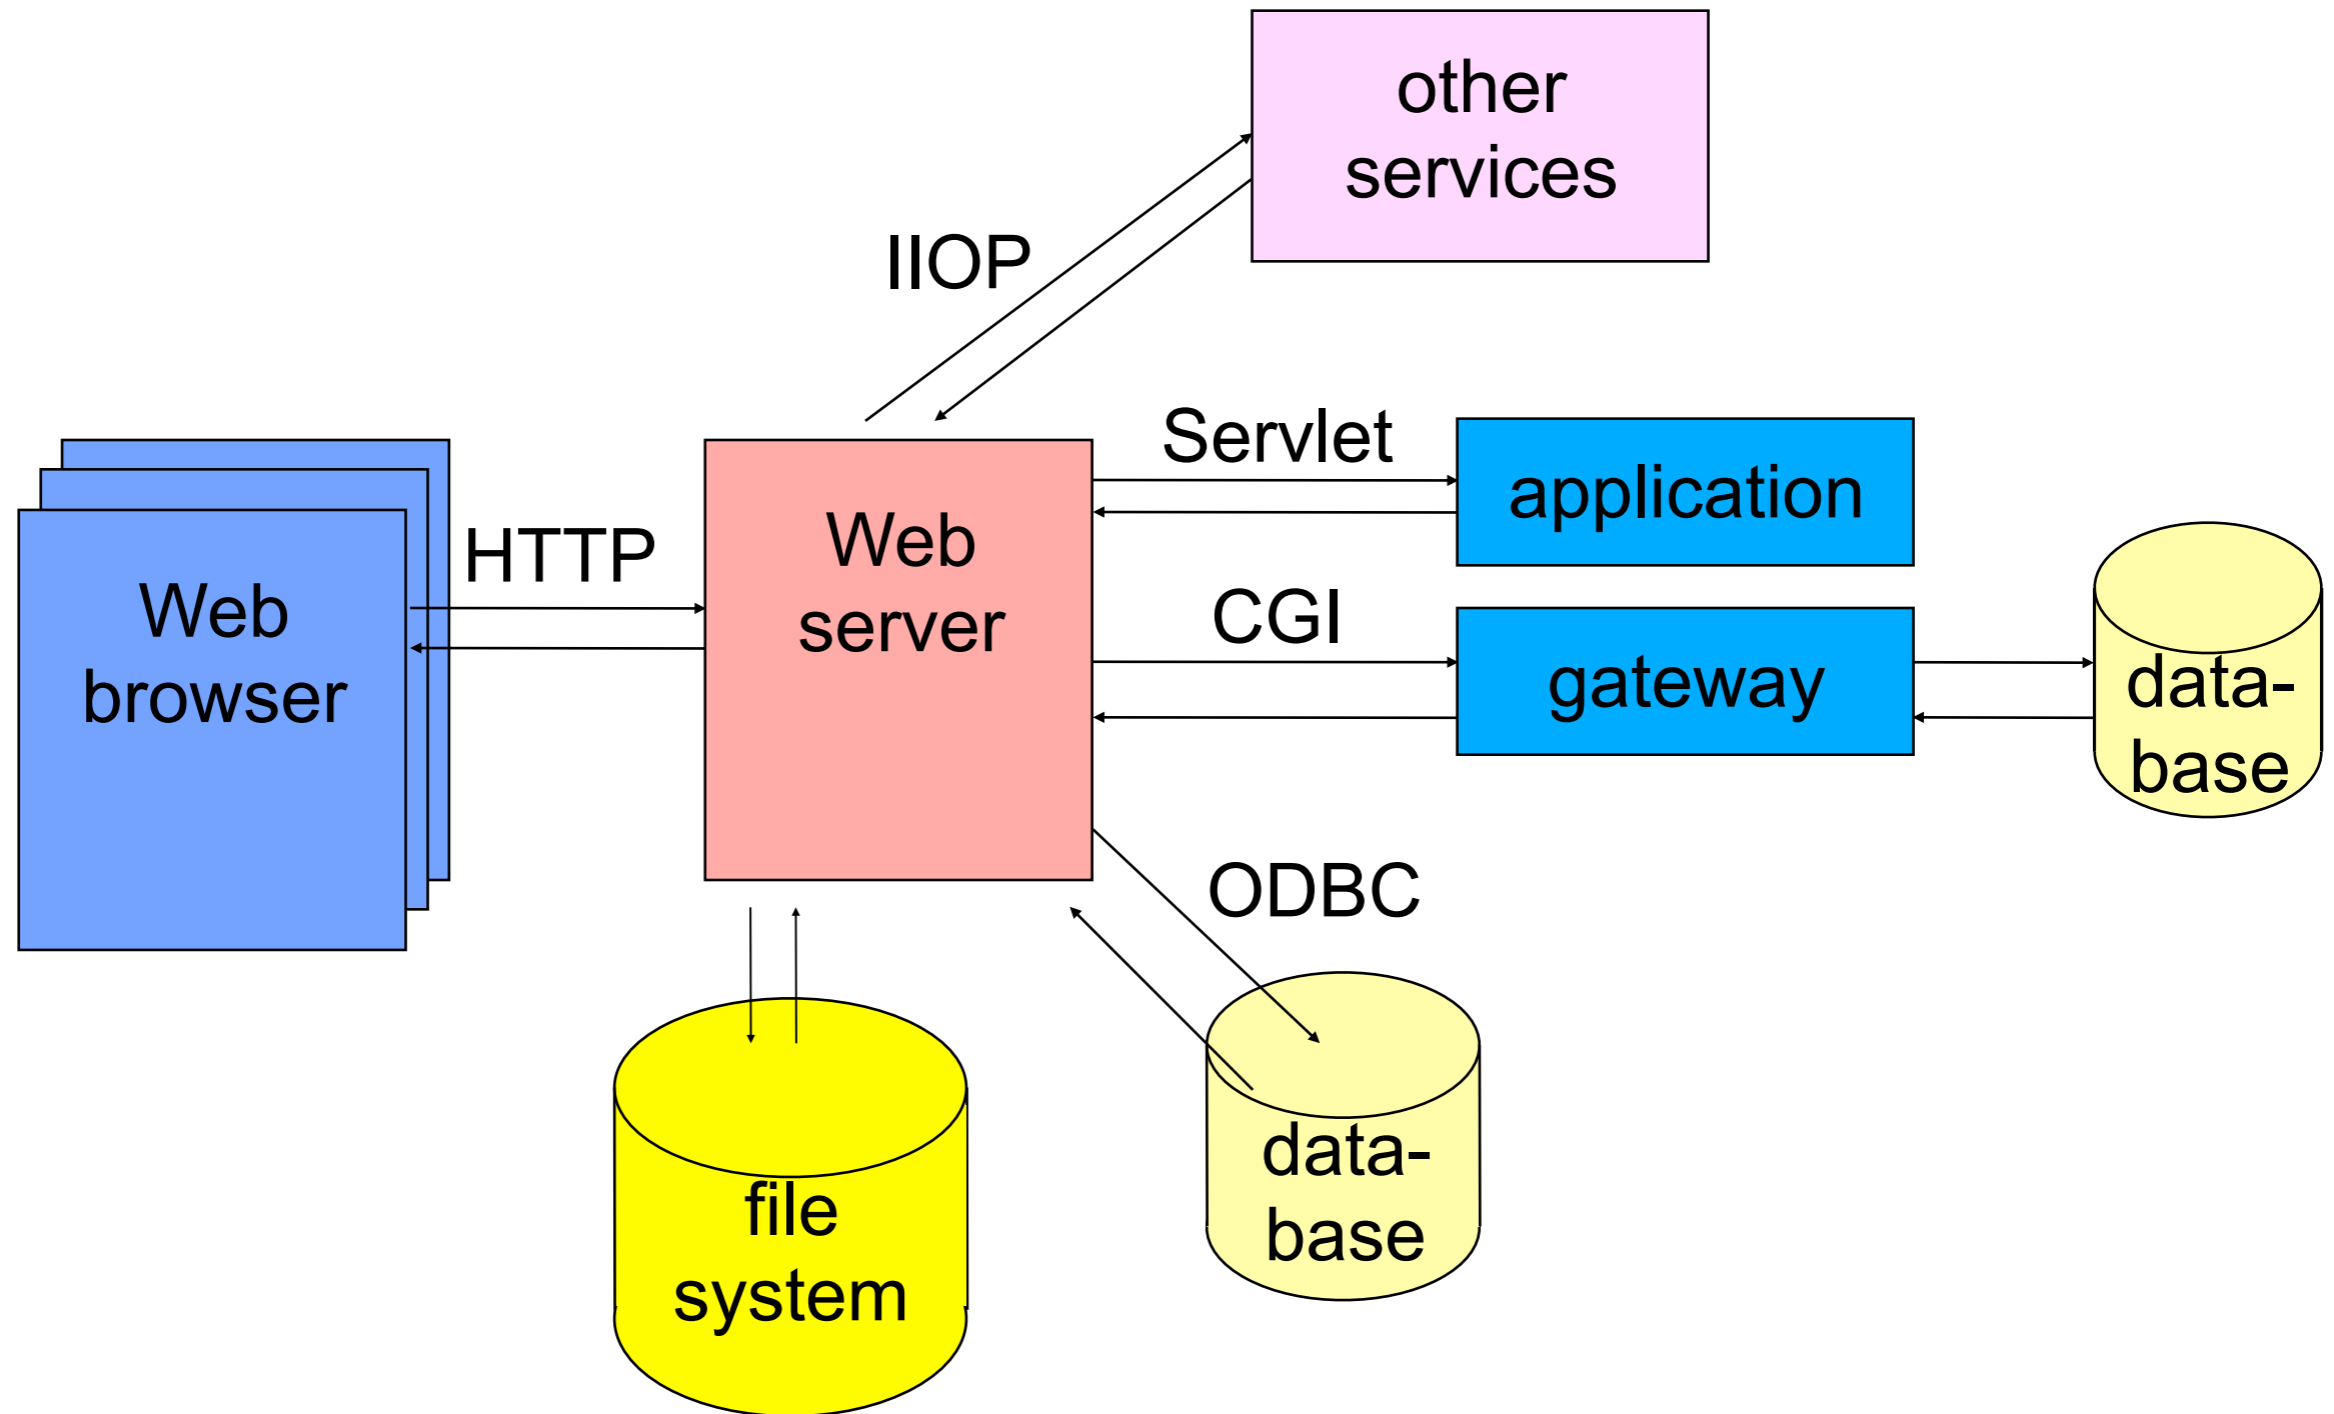 other
services
IIOP
Servlet
application
HTTP
Web
server
Web
browser
CGI
gateway
data-
base
ODBC
data-
base
file
system